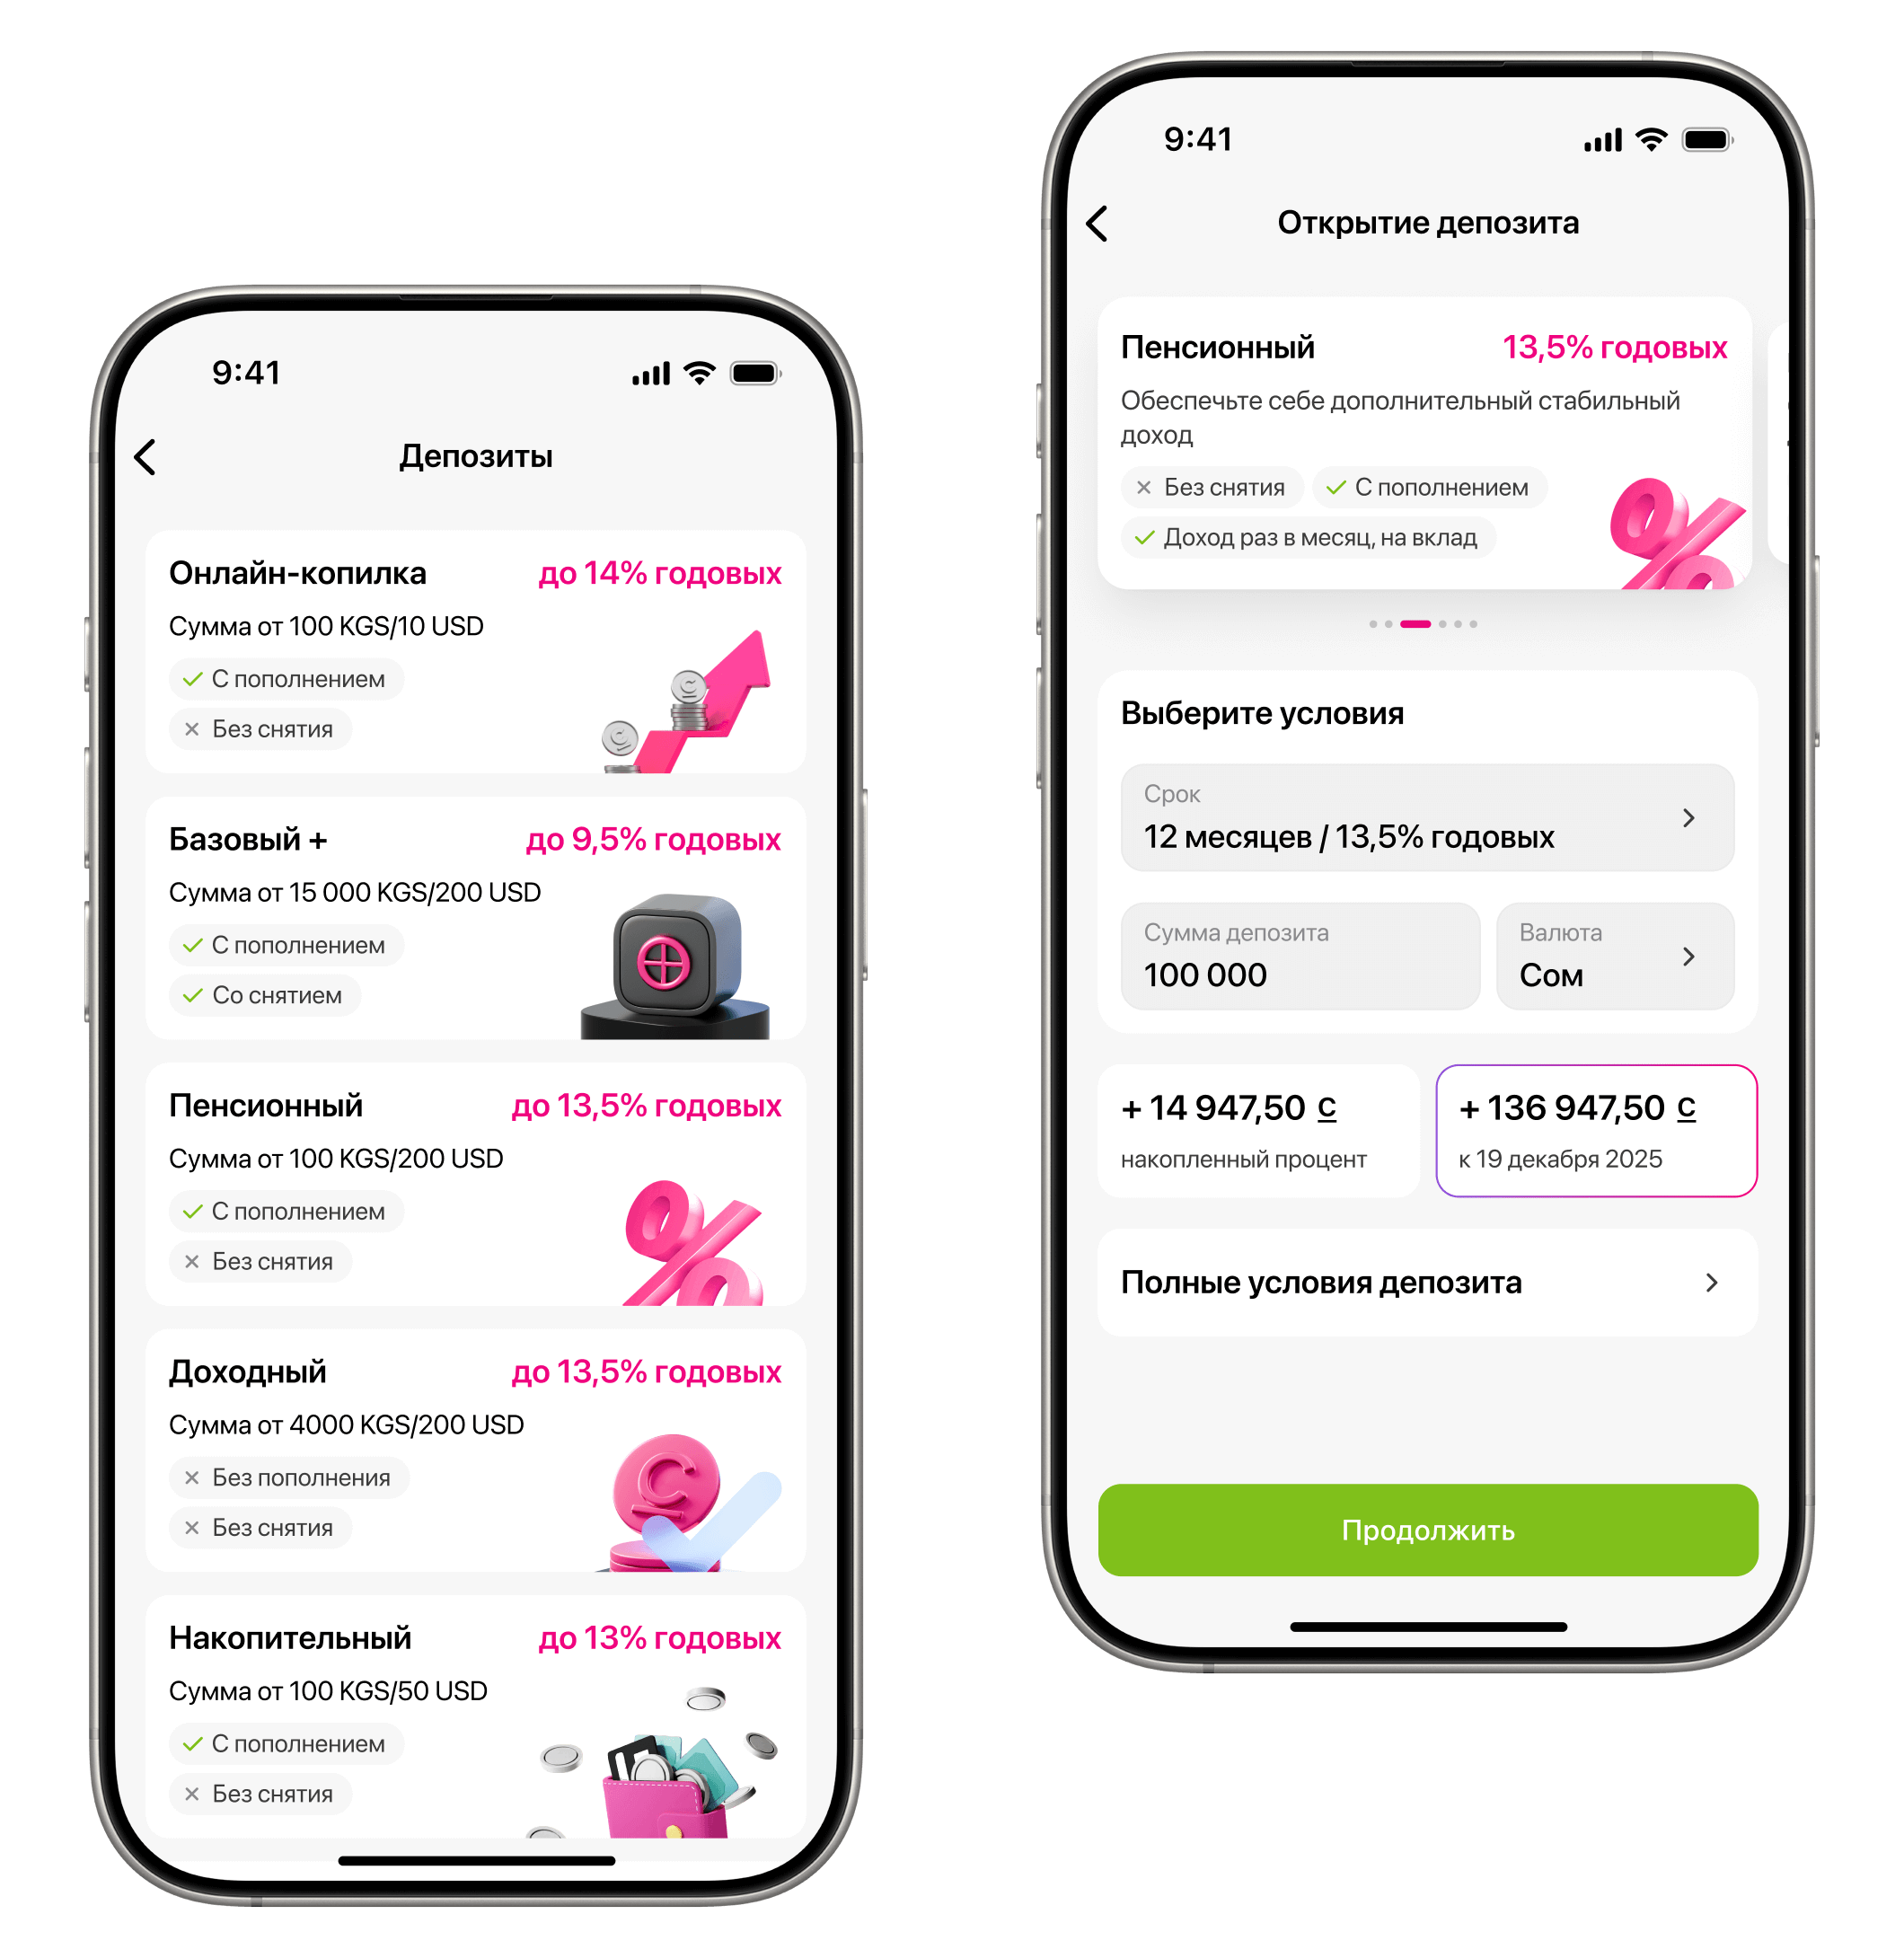 9:41
Депозиты
Онлайн-копилка
до 14% годовых
Сумма от 100 KGS/10 USD
С пополнением
Без снятия
Базовый +
до 9,5% годовых
Сумма от 15 000 KGS/200 USD
С пополнением
Со снятием
Пенсионный
до 13,5% годовых
Сумма от 100 KGS/200 USD
С пополнением
Без снятия
Доходный
до 13,5% годовых
Сумма от 4000 KGS/200 USD
Без пополнения
Без снятия
Накопительный
до 13% годовых
Сумма от 100 KGS/50 USD
С пополнением
Без снятия
9:41
Открытие депозита
Пенсионный
13,5% годовых
Обеспечьте себе дополнительный стабильный
доход
Без снятия
С пополнением
Доход раз в месяц, на вклад
Выберите условия
Срок
12 месяцев / 13,5% годовых
Сумма депозита
100 000
Валюта
Сом
+ 14 947,50 С
накопленный процент
+ 136 947,50 С
к 19 декабря 2025
Полные условия депозита
Продолжить